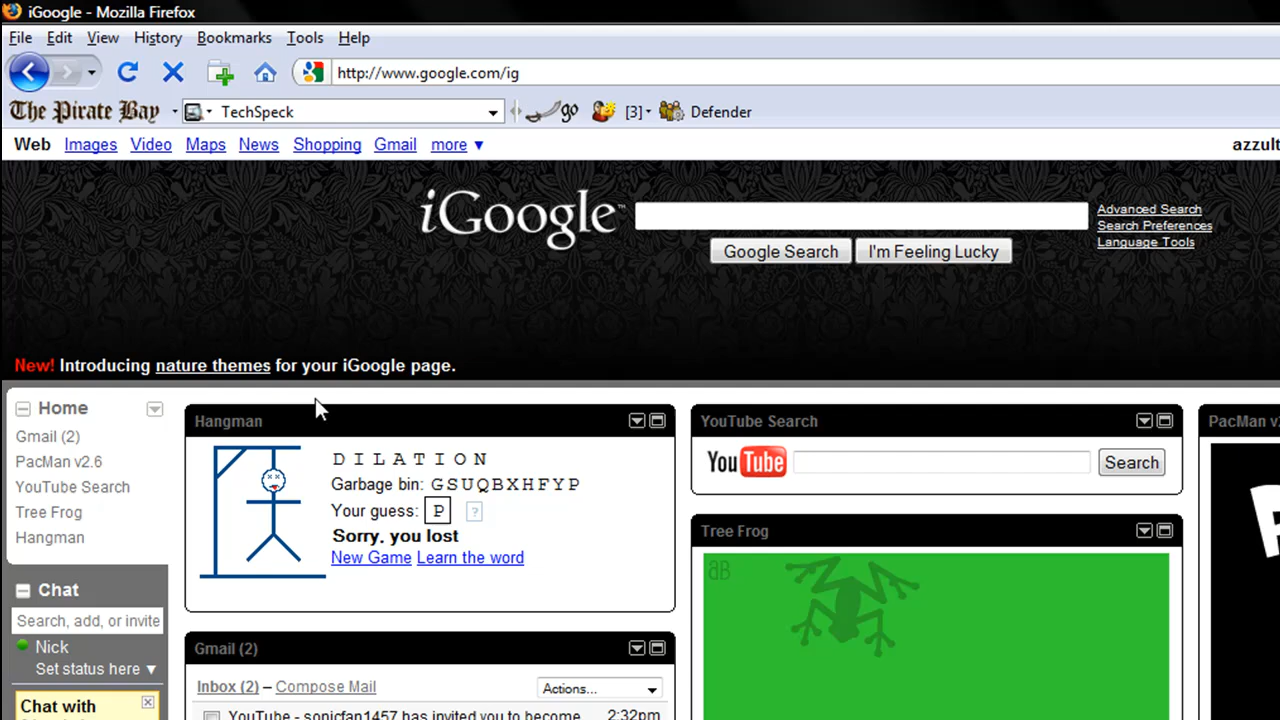 iGoogle - Mozilla Firefox
File Edit View History Bookmarks Tools Help
http://www.google.com/ig
The Pirate Bay TechSpeck go [3] Defender
Web Images Video Maps News Shopping Gmail more ▼ azzult
iGoogle™
Advanced Search
Search Preferences
Language Tools
Google Search I'm Feeling Lucky
New! Introducing nature themes for your iGoogle page.
Home
Gmail (2)
PacMan v2.6
YouTube Search
Tree Frog
Hangman
Chat
Search, add, or invite
Nick
Set status here ▼
Chat with
Hangman
D I L A T I O N
Garbage bin: G S U Q B X H F Y P
Your guess: P ?
Sorry, you lost
New Game Learn the word
Gmail (2)
Inbox (2) – Compose Mail Actions...
YouTube - sonicfan1457 has invited you to become 2:32pm
YouTube Search
You Tube Search
Tree Frog
PacMan v2